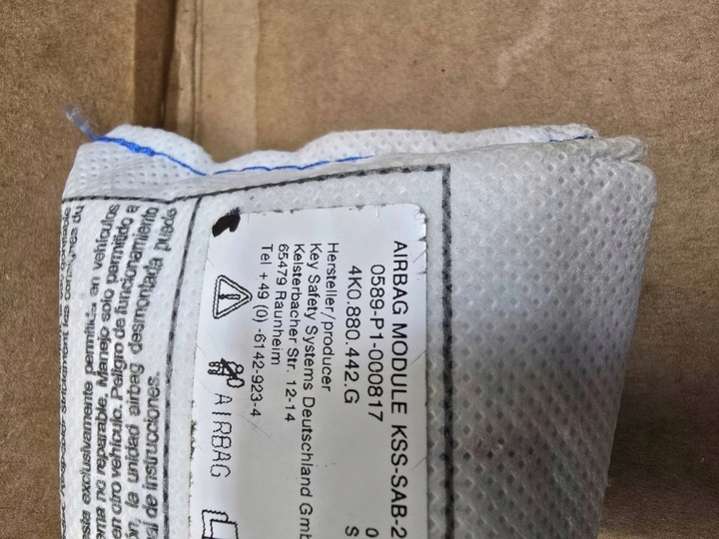 AIRBAG MODULE KSS-SAB-2
0589-P1-000817 0
4K0.880.442.G S
Hersteller/producer
Key Safety Systems Deutschland Gmb
Kelsterbacher Str. 12-14
65479 Raunheim
Tel +49 (0) -6142-923-4
AIRBAG
exclusivamente en vehículos
no reparable. Manejo solo permitido a
en otro vehículo. Peligro de funcionamiento
la unidad airbag desmontada puede
al de instrucciones.